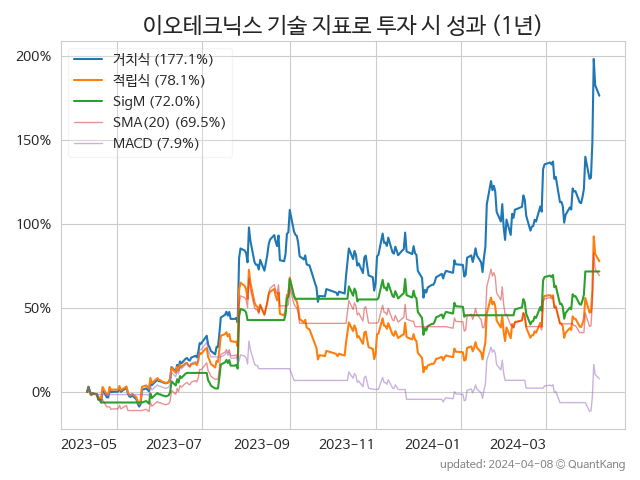 이오테크닉스 기술 지표로 투자 시 성과 (1년)
200%
150%
100%
50%
0%
거치식 (177.1%)
적립식 (78.1%)
SigM (72.0%)
SMA(20) (69.5%)
MACD (7.9%)
2023-05 2023-07 2023-09 2023-11 2024-01 2024-03
updated: 2024-04-08 © QuantKang